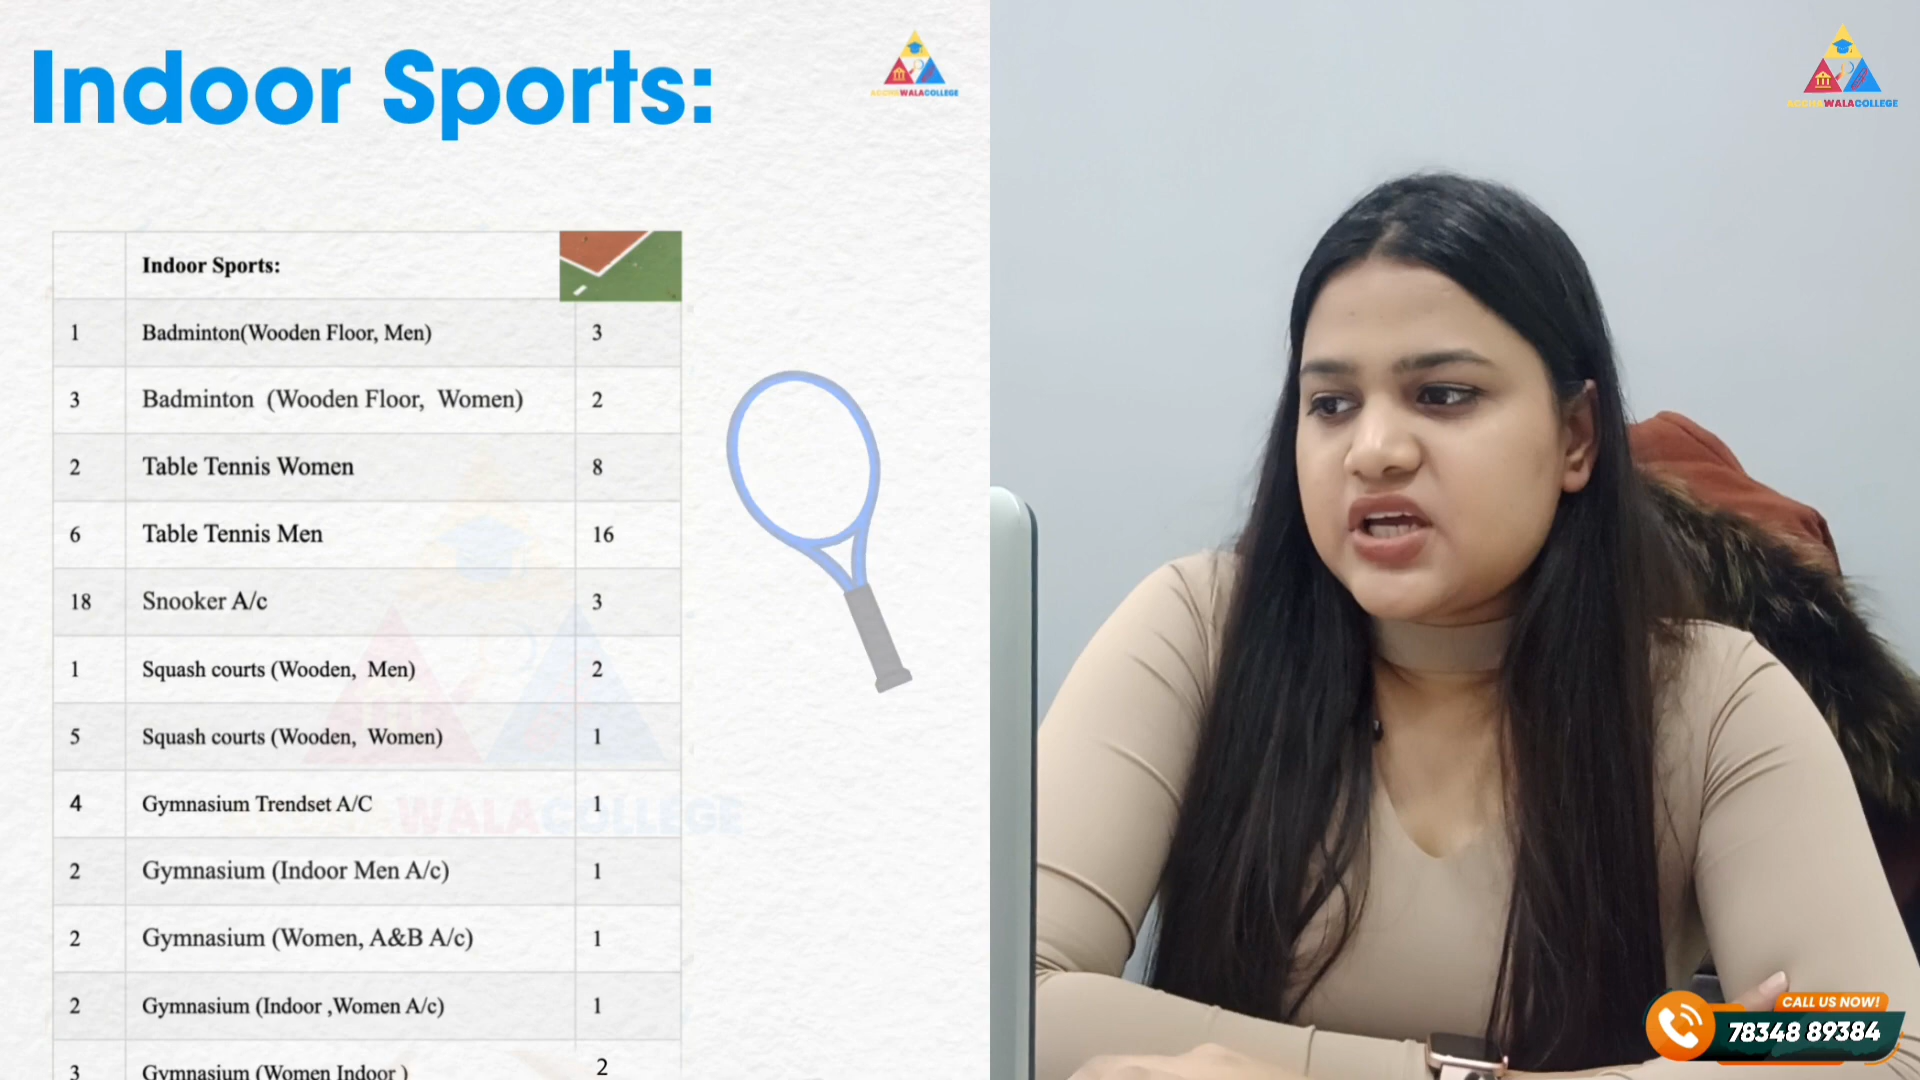 Indoor Sports:
ACCHAWALACOLLEGE
ACCHAWALACOLLEGE
Indoor Sports:
1 Badminton(Wooden Floor, Men) 3
3 Badminton (Wooden Floor, Women) 2
2 Table Tennis Women 8
6 Table Tennis Men 16
18 Snooker A/c 3
1 Squash courts (Wooden, Men) 2
5 Squash courts (Wooden, Women) 1
4 Gymnasium Trendset A/C 1
WALACOLLEGE
2 Gymnasium (Indoor Men A/c) 1
2 Gymnasium (Women, A&B A/c) 1
2 Gymnasium (Indoor ,Women A/c) 1
3 Gymnasium (Women Indoor ) 2
CALL US NOW!
78348 89384